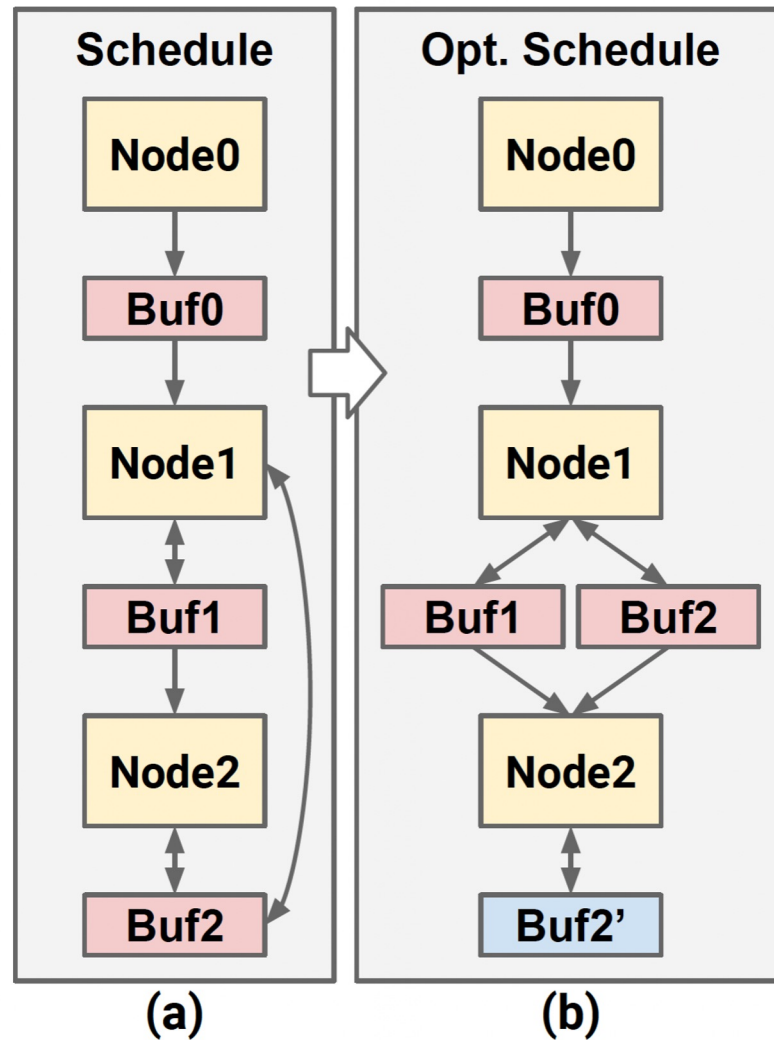 Schedule
Node0
Buf0
Node1
Buf1
Node2
Buf2
(a)
Opt. Schedule
Node0
Buf0
Node1
Buf1 Buf2
Node2
Buf2’
(b)